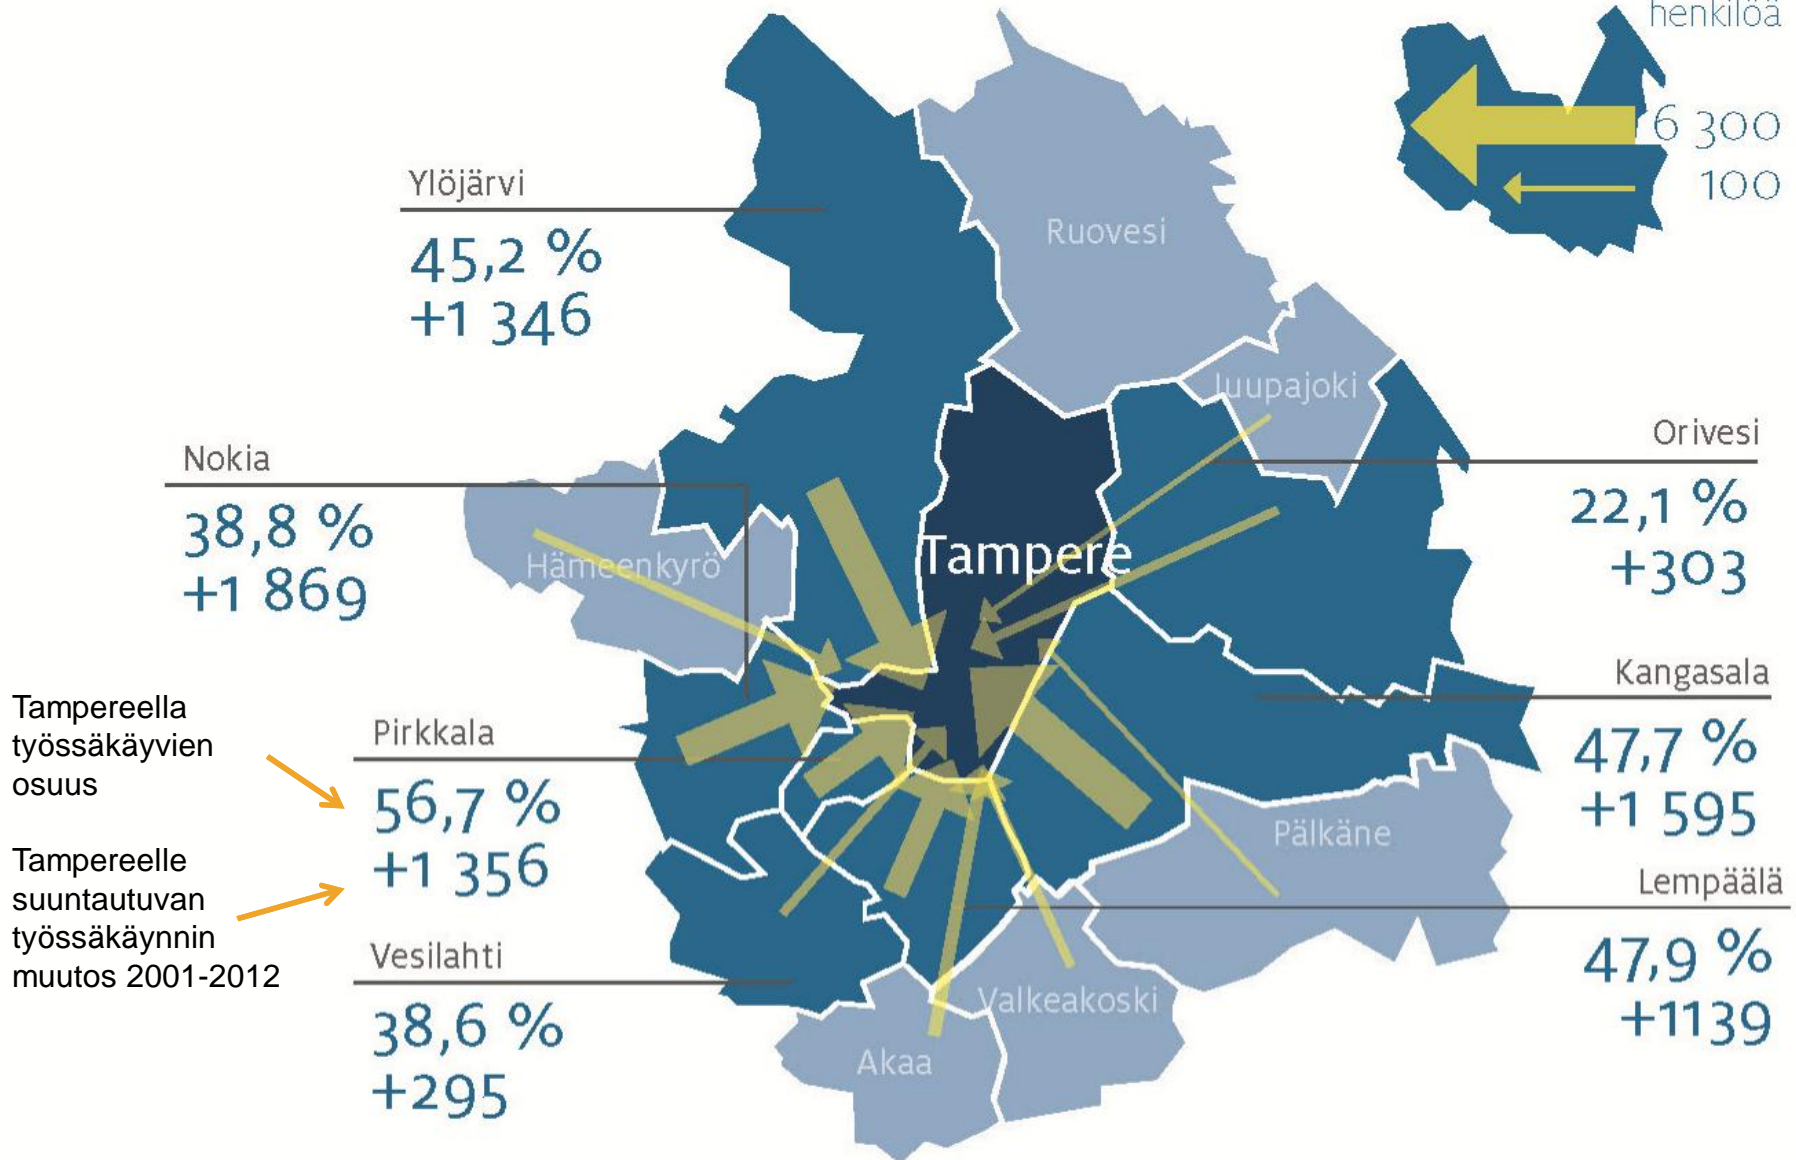 henkilöä
6 300
100
Ylöjärvi
45,2 %
+1 346
Ruovesi
Juupajoki
Orivesi
22,1 %
+303
Nokia
38,8 %
+1 869
Hämeenkyrö
Tampere
Kangasala
47,7 %
+1 595
Tampereella
työssäkäyvien
osuus
Pirkkala
56,7 %
+1 356
Tampereelle
suuntautuvan
työssäkäynnin
muutos 2001-2012
Pälkäne
Lempäälä
47,9 %
+1139
Vesilahti
38,6 %
+295
Valkeakoski
Akaa